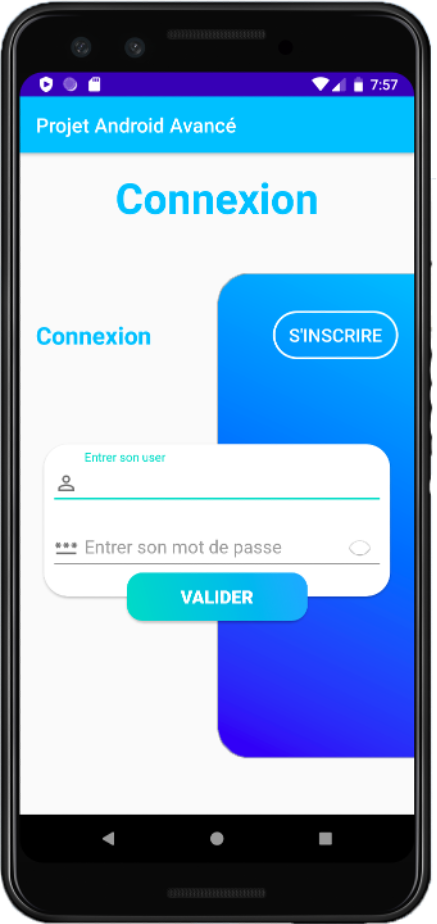 7:57
Projet Android Avancé
Connexion
Connexion
S'INSCRIRE
Entrer son user
*** Entrer son mot de passe
VALIDER